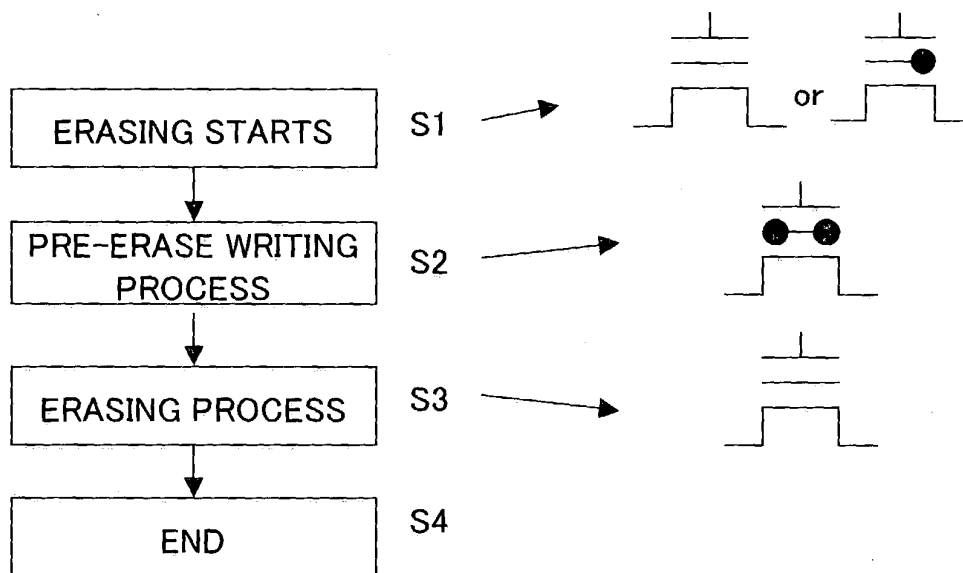 ERASING STARTS
S1
or
PRE-ERASE WRITING
PROCESS
S2
ERASING PROCESS
S3
END
S4